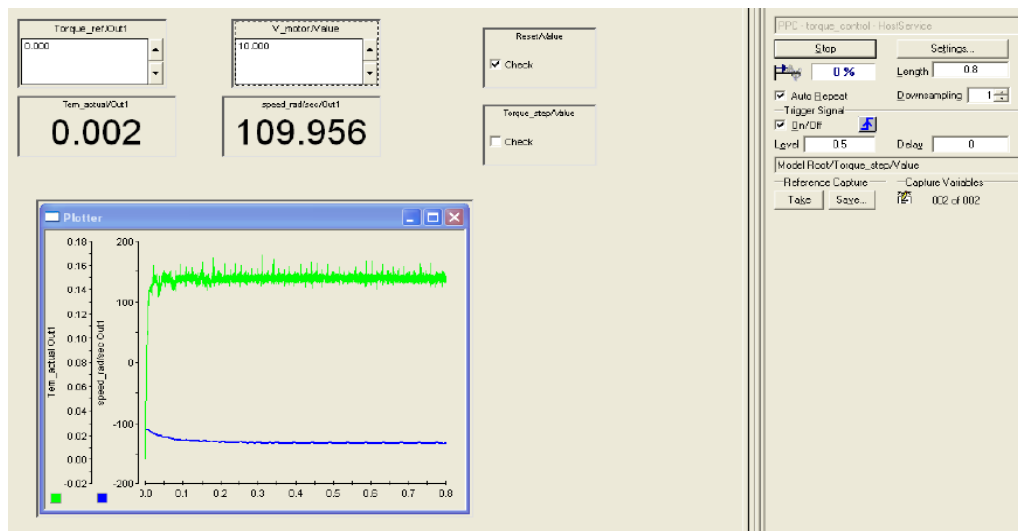 Torque_ref/Out1
0.000
V_motor/Value
10.000
Reset/Value
Check
Tem_actual/Out1
0.002
speed_rad/sec/Out1
109.956
Torque_step/Value
Check
PPC - torque_control - HostService
Stop
Settings...
0 %
Length
0.8
Auto Repeat
Downsampling
1
Trigger Signal
On/Off
Level
0.5
Delay
0
Model Root/Torque_step/Value
Reference Capture
Capture Variables
Take
Save...
002 of 002
Plotter
Tem_actual Out1
0.18
0.16
0.14
0.12
0.10
0.08
0.06
0.04
0.02
0.00
-0.02
speed_rad/sec Out1
200
100
0
-100
-200
0.0
0.1
0.2
0.3
0.4
0.5
0.6
0.7
0.8